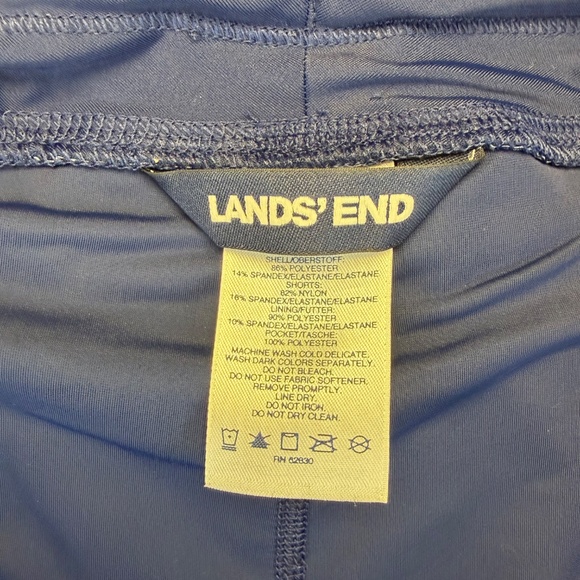 LANDS' END
SHELL/OBERSTOFF:
86% POLYESTER
14% SPANDEX/ELASTANE/ELASTANE
SHORTS:
82% NYLON
18% SPANDEX/ELASTANE/ELASTANE
LINING/FUTTER:
90% POLYESTER
10% SPANDEX/ELASTANE/ELASTANE
POCKET/TASCHE:
100% POLYESTER
MACHINE WASH COLD DELICATE.
WASH DARK COLORS SEPARATELY.
DO NOT BLEACH.
DO NOT USE FABRIC SOFTENER.
REMOVE PROMPTLY.
LINE DRY.
DO NOT IRON.
DO NOT DRY CLEAN.
RN 62830